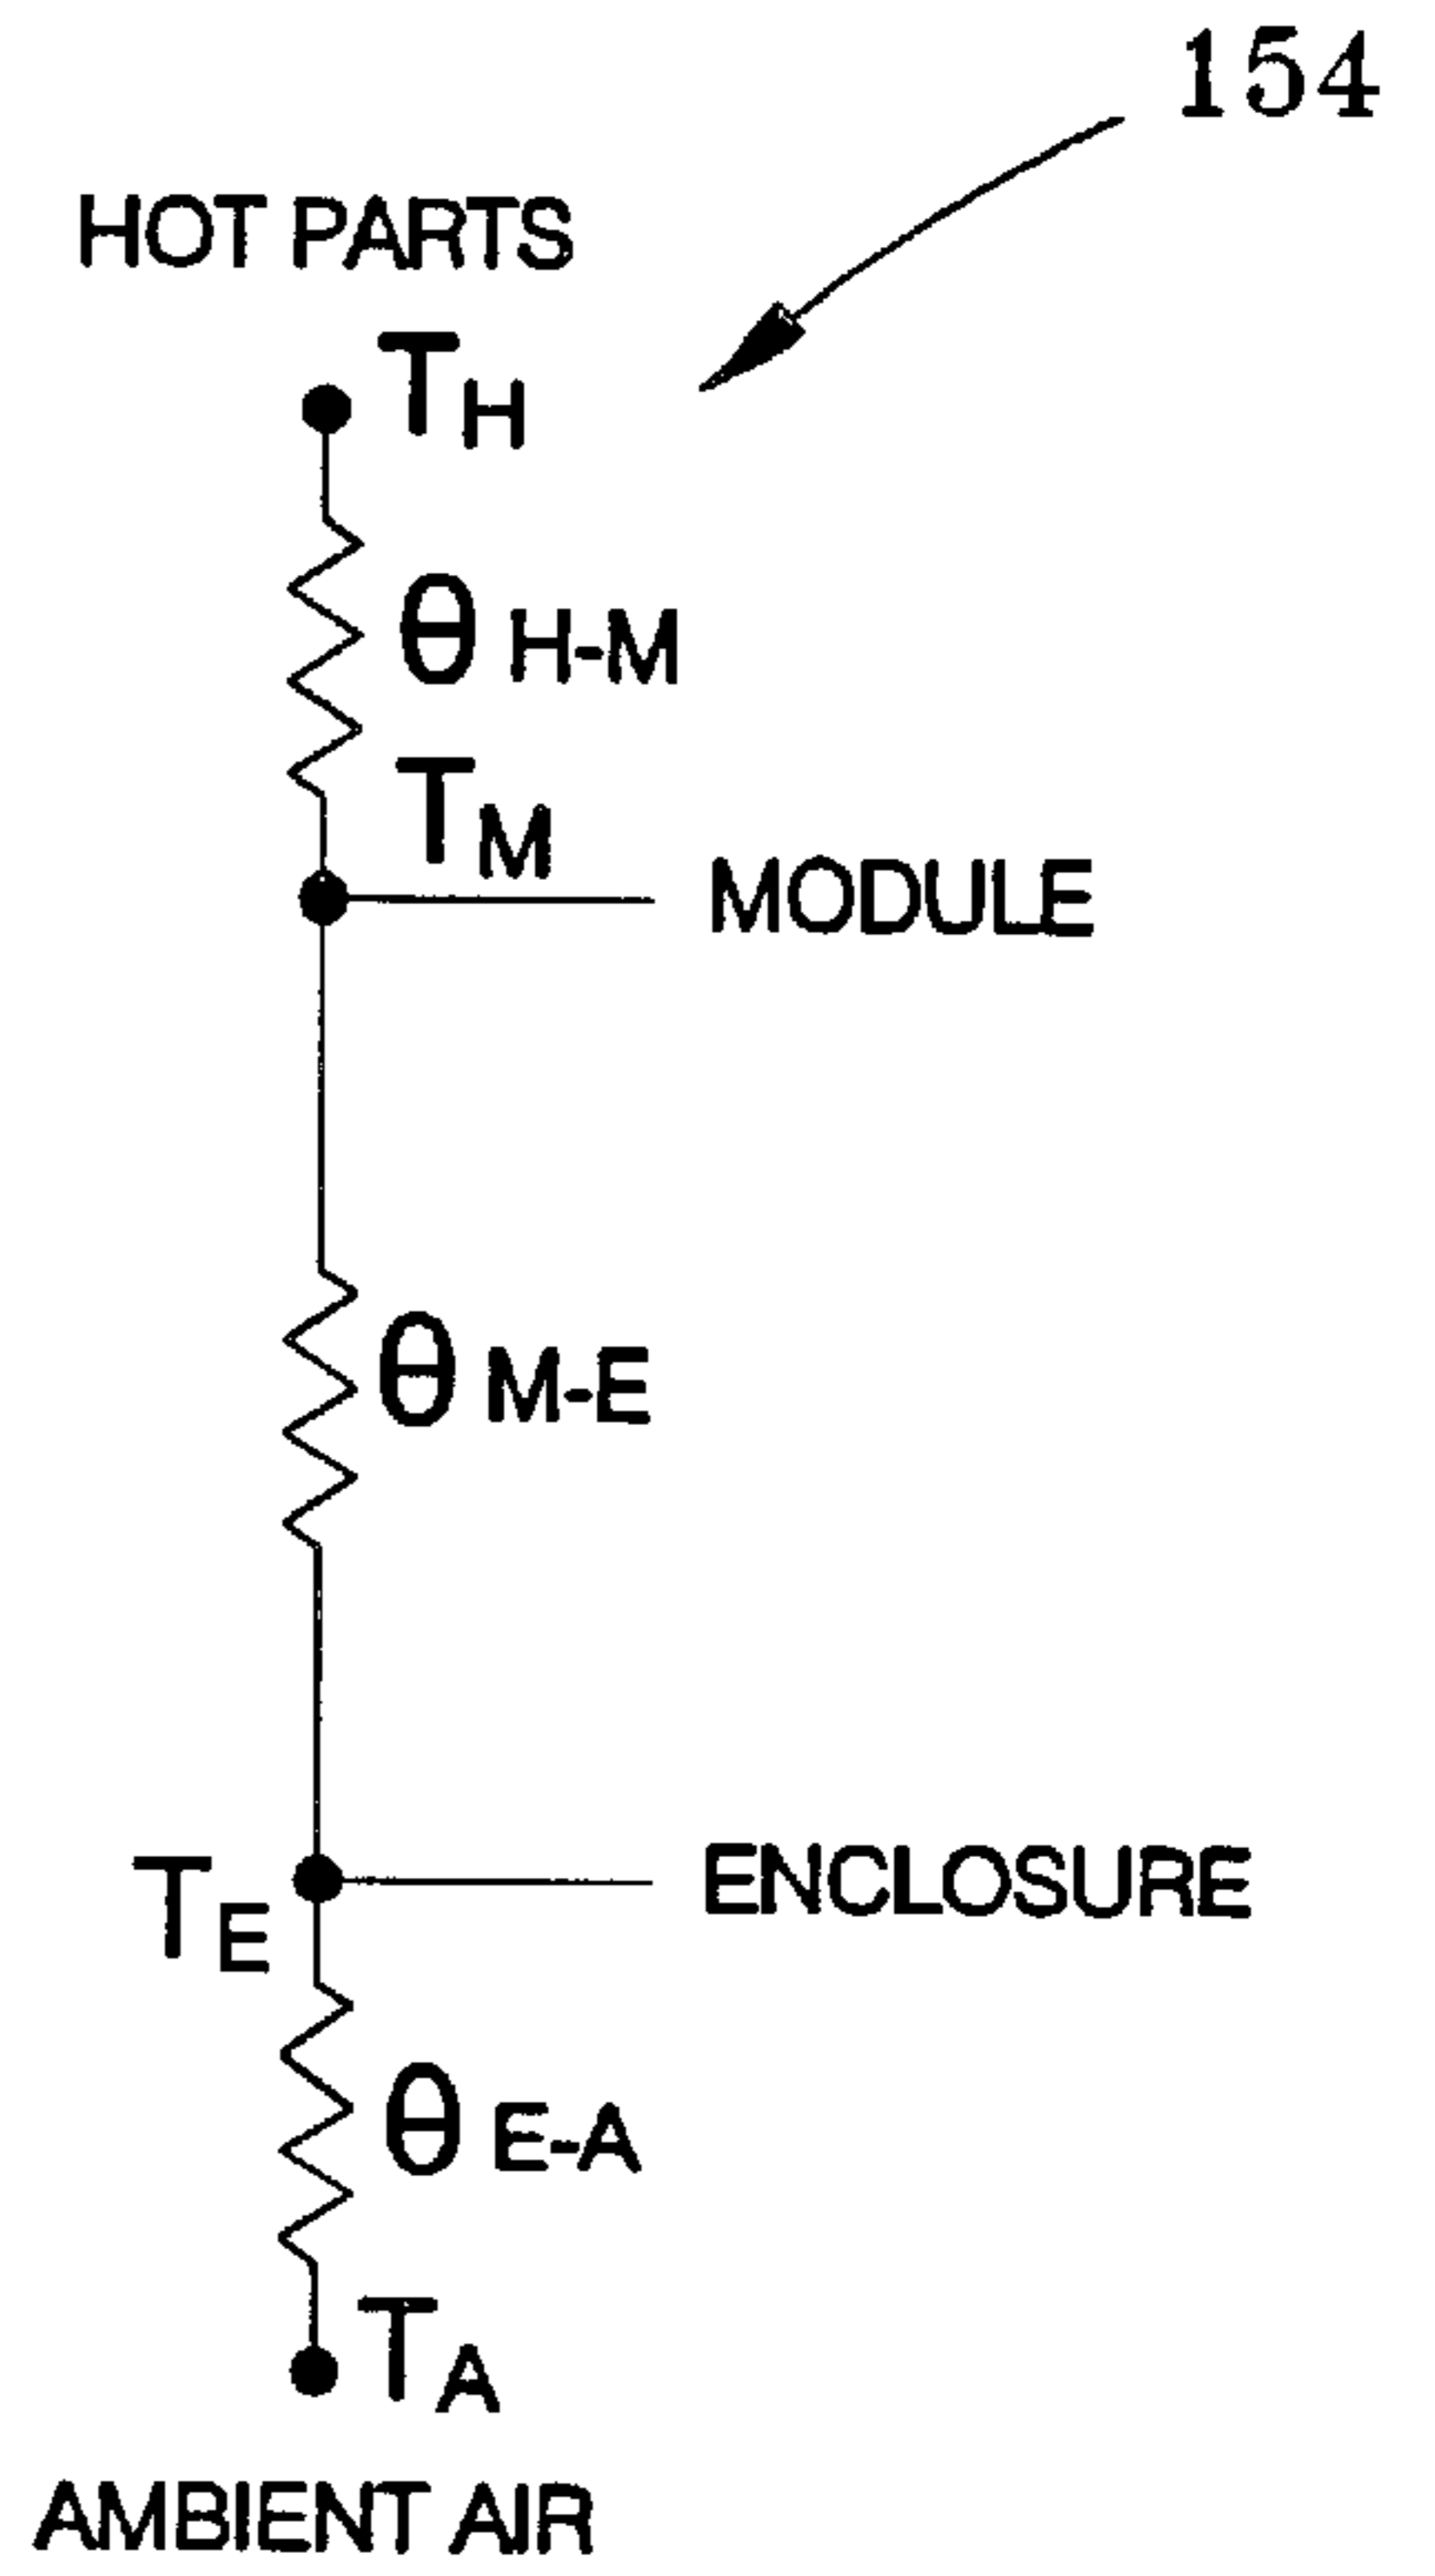 154
HOT PARTS
TH
θ H-M
TM
MODULE
θ M-E
TE
ENCLOSURE
θ E-A
TA
AMBIENT AIR